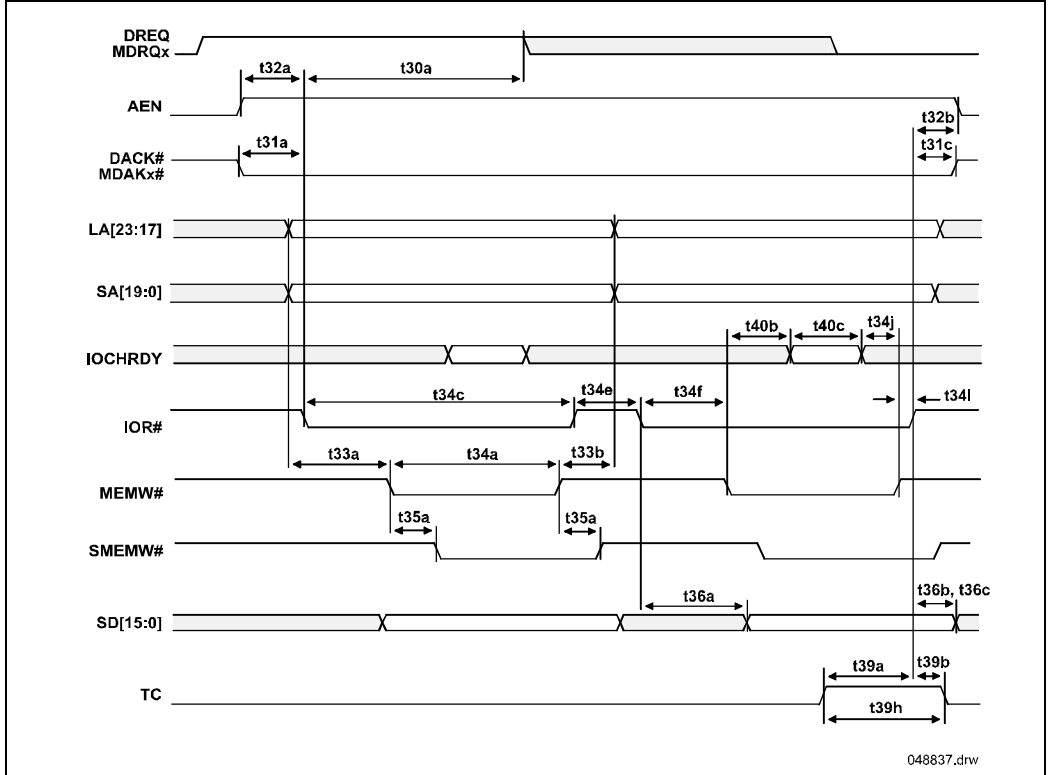 DREQ
MDRQx
t32a
t30a
AEN
t32b
t31a
t31c
DACK#
MDAKx#
LA[23:17]
SA[19:0]
t40b
t40c
t34j
IOCHRDY
t34c
t34e
t34f
t34l
IOR#
t33a
t34a
t33b
MEMW#
t35a
t35a
SMEMW#
t36a
t36b, t36c
SD[15:0]
t39a
t39b
TC
t39h
048837.drw